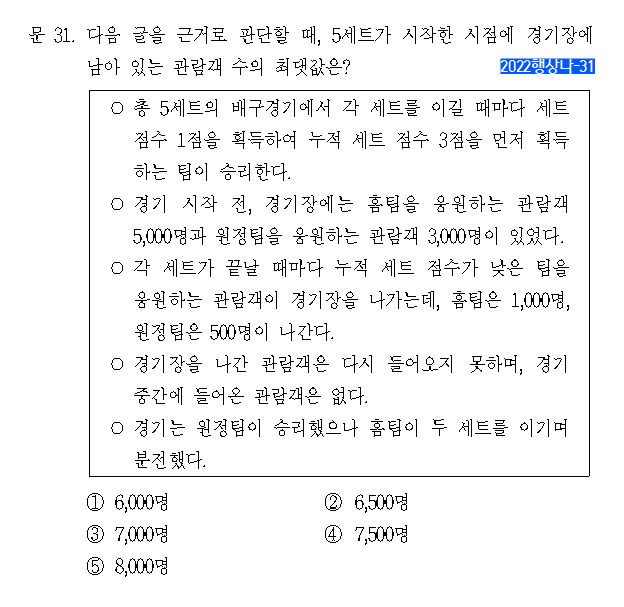 문 31. 다음 글을 근거로 판단할 때, 5세트가 시작한 시점에 경기장에
남아 있는 관람객 수의 최댓값은?
2022행상나-31
○ 총 5세트의 배구경기에서 각 세트를 이길 때마다 세트
점수 1점을 획득하여 누적 세트 점수 3점을 먼저 획득
하는 팀이 승리한다.
○ 경기 시작 전, 경기장에는 홈팀을 응원하는 관람객
5,000명과 원정팀을 응원하는 관람객 3,000명이 있었다.
○ 각 세트가 끝날 때마다 누적 세트 점수가 낮은 팀을
응원하는 관람객이 경기장을 나가는데, 홈팀은 1,000명,
원정팀은 500명이 나간다.
○ 경기장을 나간 관람객은 다시 들어오지 못하며, 경기
중간에 들어온 관람객은 없다.
○ 경기는 원정팀이 승리했으나 홈팀이 두 세트를 이기며
분전했다.
① 6,000명
② 6,500명
③ 7,000명
④ 7,500명
⑤ 8,000명